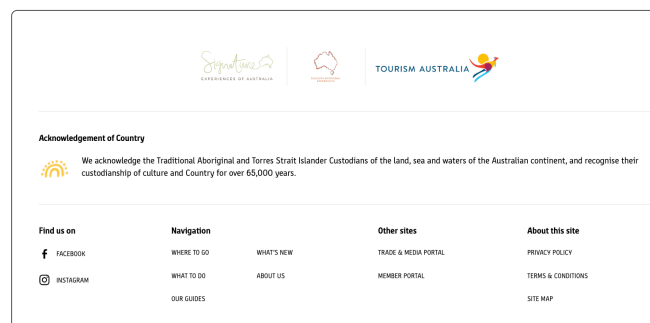 Signature
EXPERIENCES OF AUSTRALIA
TOURISM AUSTRALIA
Acknowledgement of Country
We acknowledge the Traditional Aboriginal and Torres Strait Islander Custodians of the land, sea and waters of the Australian continent, and recognise their
custodianship of culture and Country for over 65,000 years.
Find us on
FACEBOOK
INSTAGRAM
Navigation
WHERE TO GO
WHAT TO DO
OUR GUIDES
WHAT'S NEW
ABOUT US
Other sites
TRADE & MEDIA PORTAL
MEMBER PORTAL
About this site
PRIVACY POLICY
TERMS & CONDITIONS
SITE MAP